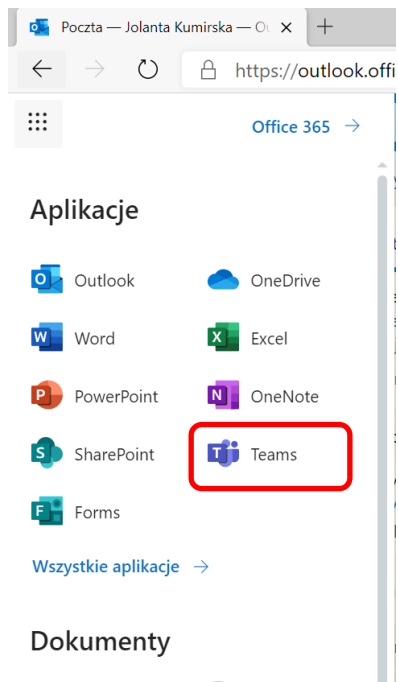 Poczta — Jolanta Kumirska — O
https://outlook.offi
Office 365 →
Aplikacje
Outlook OneDrive
Word Excel
PowerPoint OneNote
SharePoint Teams
Forms
Wszystkie aplikacje →
Dokumenty